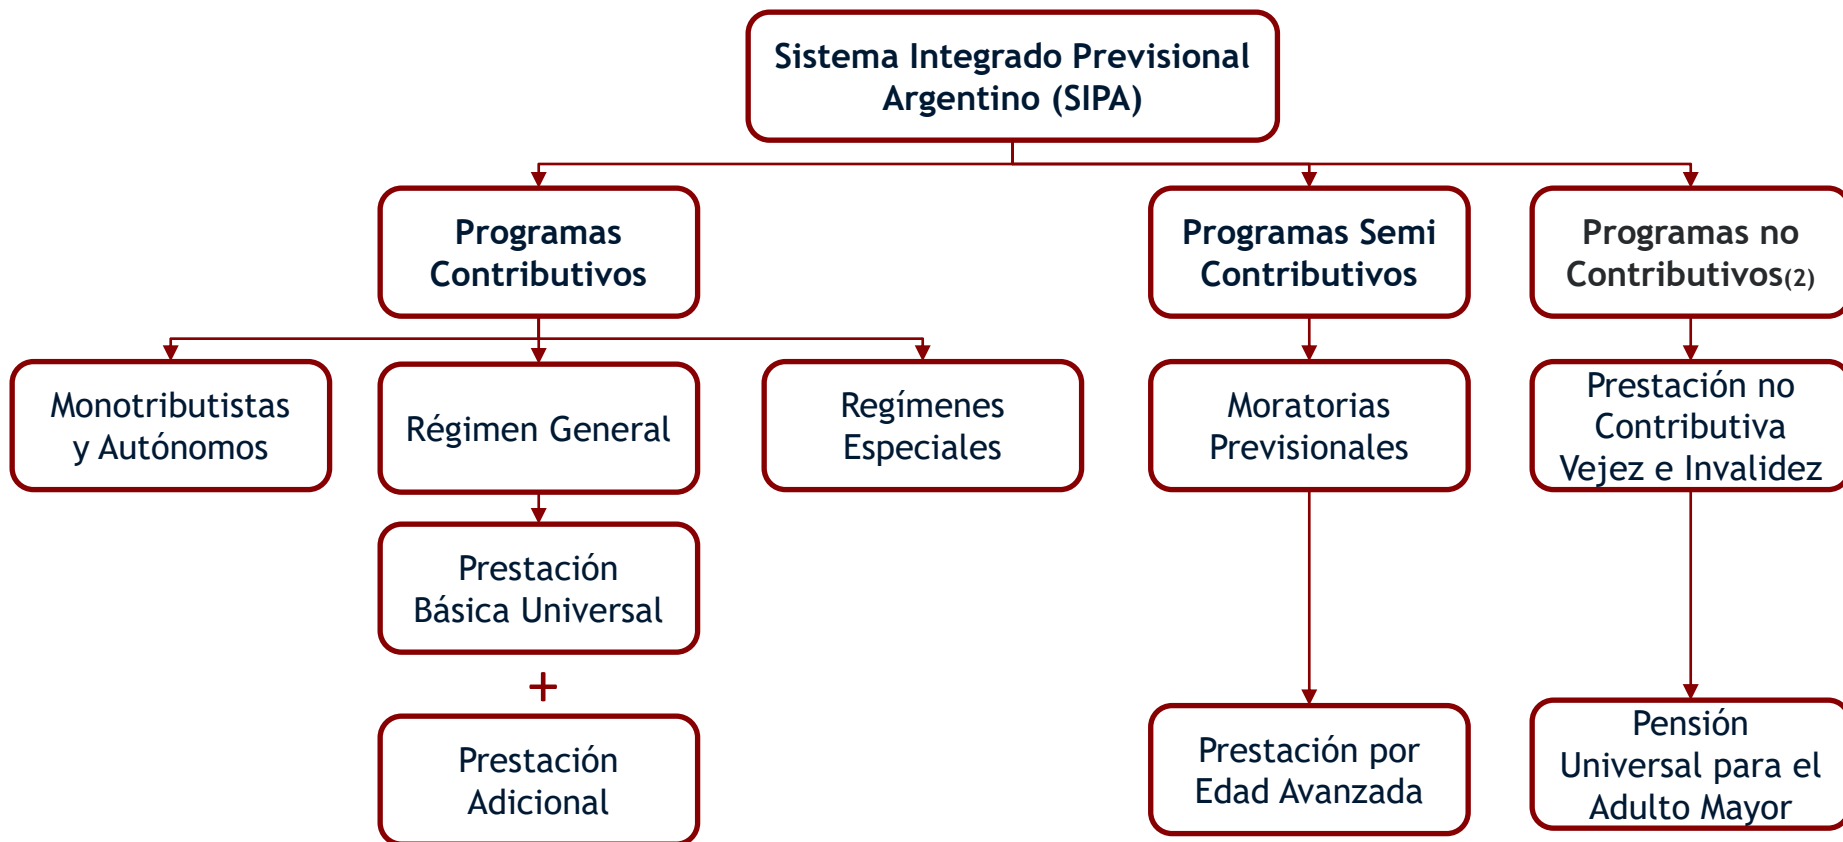 Sistema Integrado Previsional
Argentino (SIPA)
Programas
Contributivos
Programas Semi
Contributivos
Programas no
Contributivos(2)
Monotributistas
y Autónomos
Régimen General
Regímenes
Especiales
Moratorias
Previsionales
Prestación no
Contributiva
Vejez e Invalidez
Prestación
Básica Universal
+
Prestación
Adicional
Prestación por
Edad Avanzada
Pensión
Universal para el
Adulto Mayor